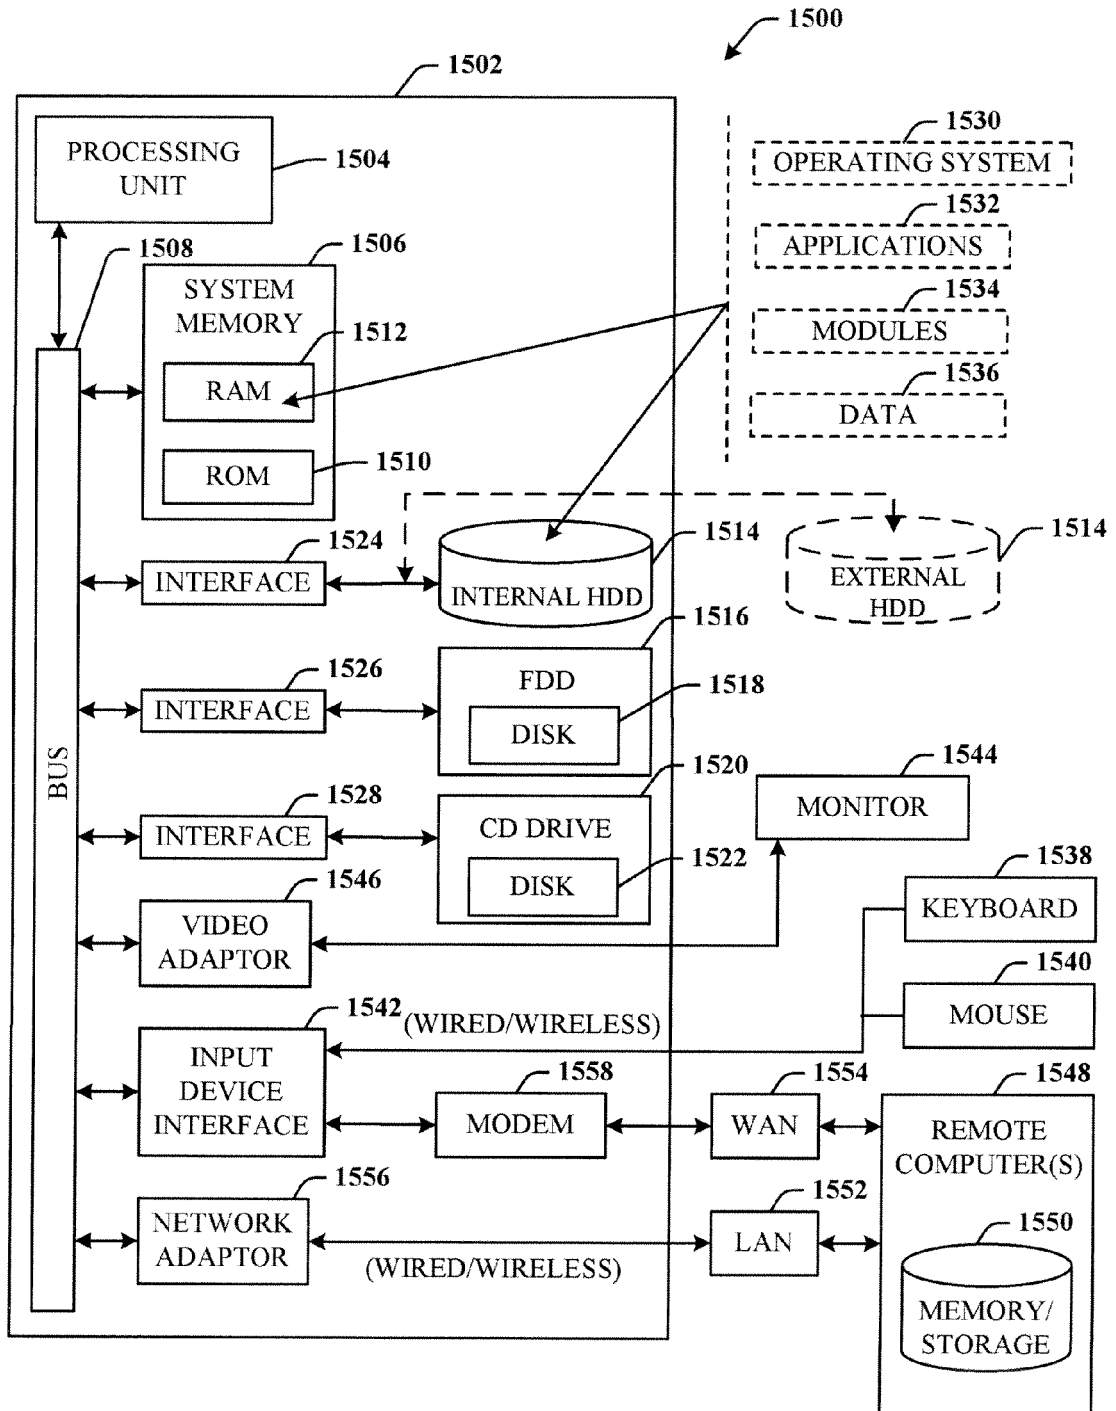 1500
1502
PROCESSING
UNIT
1504
1530
OPERATING SYSTEM
1532
APPLICATIONS
1534
MODULES
1536
DATA
1508
1506
SYSTEM
MEMORY
1512
RAM
1510
ROM
1524
INTERFACE
1514
INTERNAL HDD
1514
EXTERNAL
HDD
1526
INTERFACE
1516
FDD
1518
DISK
BUS
1528
INTERFACE
1520
CD DRIVE
1522
DISK
1544
MONITOR
1546
VIDEO
ADAPTOR
1538
KEYBOARD
1540
MOUSE
1542
(WIRED/WIRELESS)
INPUT
DEVICE
INTERFACE
1558
MODEM
1554
WAN
1548
REMOTE
COMPUTER(S)
1556
NETWORK
ADAPTOR
(WIRED/WIRELESS)
1552
LAN
1550
MEMORY/
STORAGE